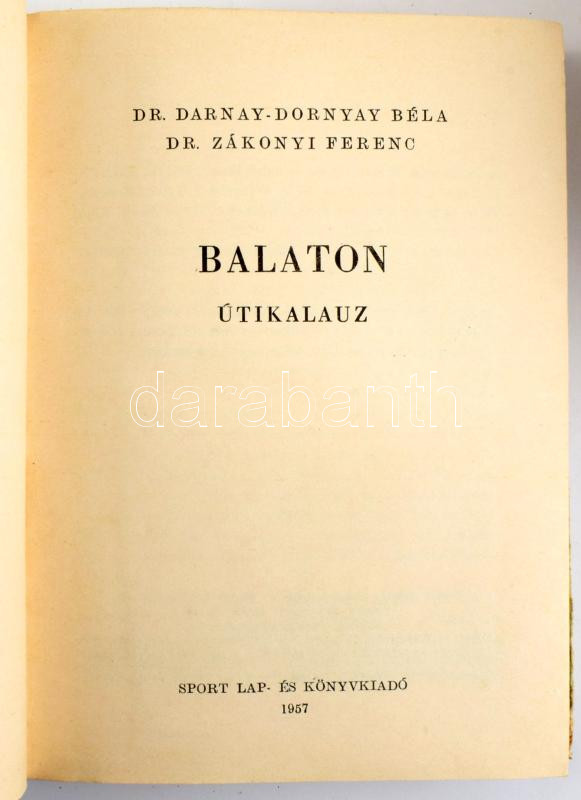 DR. DARNAY-DORNYAY BÉLA
DR. ZÁKONYI FERENC
BALATON
ÚTIKALAUZ
darabanth
SPORT LAP- ÉS KÖNYVKIADÓ
1957